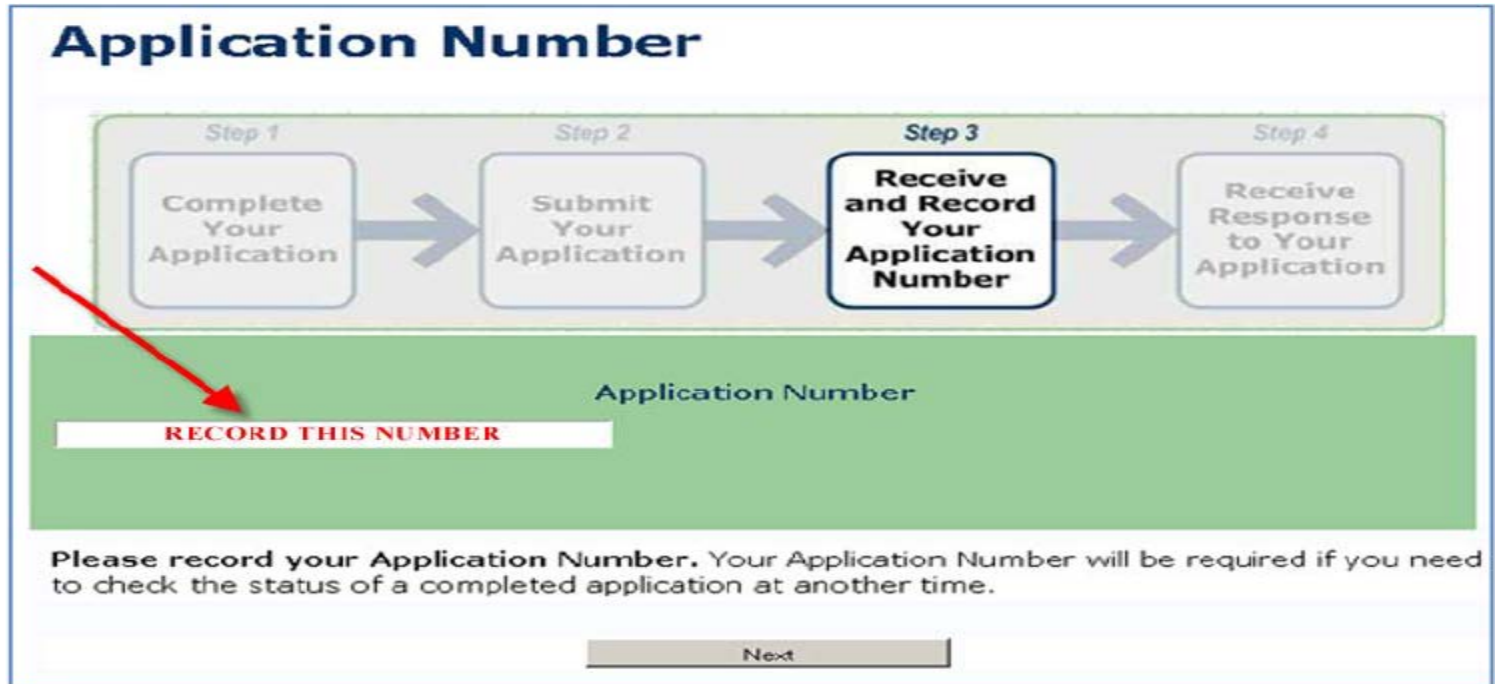 Application Number
Step 1
Step 2
Step 3
Step 4
Complete
Your
Application
Submit
Your
Application
Receive
and Record
Your
Application
Number
Receive
Response
to Your
Application
Application Number
RECORD THIS NUMBER
Please record your Application Number. Your Application Number will be required if you need
to check the status of a completed application at another time.
Next